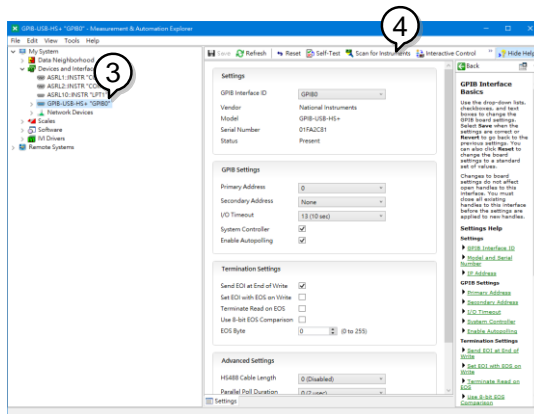 GPIB-USB-HS+ "GPIB0" - Measurement & Automation Explorer
File Edit View Tools Help
My System
Data Neighborhood
Devices and Interfac
ASRL1::INSTR "CO
ASRL2::INSTR "COM
ASRL10::INSTR "LPT1"
GPIB-USB-HS+ "GPIB0"
Network Devices
Scales
Software
IVI Drivers
Remote Systems
3
4
Save Refresh Reset Self-Test Scan for Instruments Interactive Control Hide Help
Settings
GPIB Interface ID GPIB0
Vendor National Instruments
Model GPIB-USB-HS+
Serial Number 01FA2C81
Status Present
GPIB Settings
Primary Address 0
Secondary Address None
I/O Timeout 13 (10 sec)
System Controller
Enable Autopolling
Termination Settings
Send EOI at End of Write
Set EOI with EOS on Write
Terminate Read on EOS
Use 8-bit EOS Comparison
EOS Byte 0 (0 to 255)
Advanced Settings
HS488 Cable Length 0 (Disabled)
Parallel Poll Duration 0 (2 usec)
Settings
Back
GPIB Interface
Basics
Use the drop-down lists,
checkboxes, and text
boxes to change the
GPIB board settings.
Select Save when the
settings are correct or
Revert to go back to the
previous settings. You
can also click Reset to
change the board
settings to a standard
set of values.
Changes to board
settings do not affect
open handles to this
interface. You must
close all existing
handles to this interface
before the settings are
applied to new handles.
Settings Help
Settings
GPIB Interface ID
Model and Serial
Number
IP Address
GPIB Settings
Primary Address
Secondary Address
I/O Timeout
System Controller
Enable Autopolling
Termination Settings
Send EOI at End of
Write
Set EOI with EOS on
Write
Terminate Read on
EOS
Use 8-bit EOS
Comparison